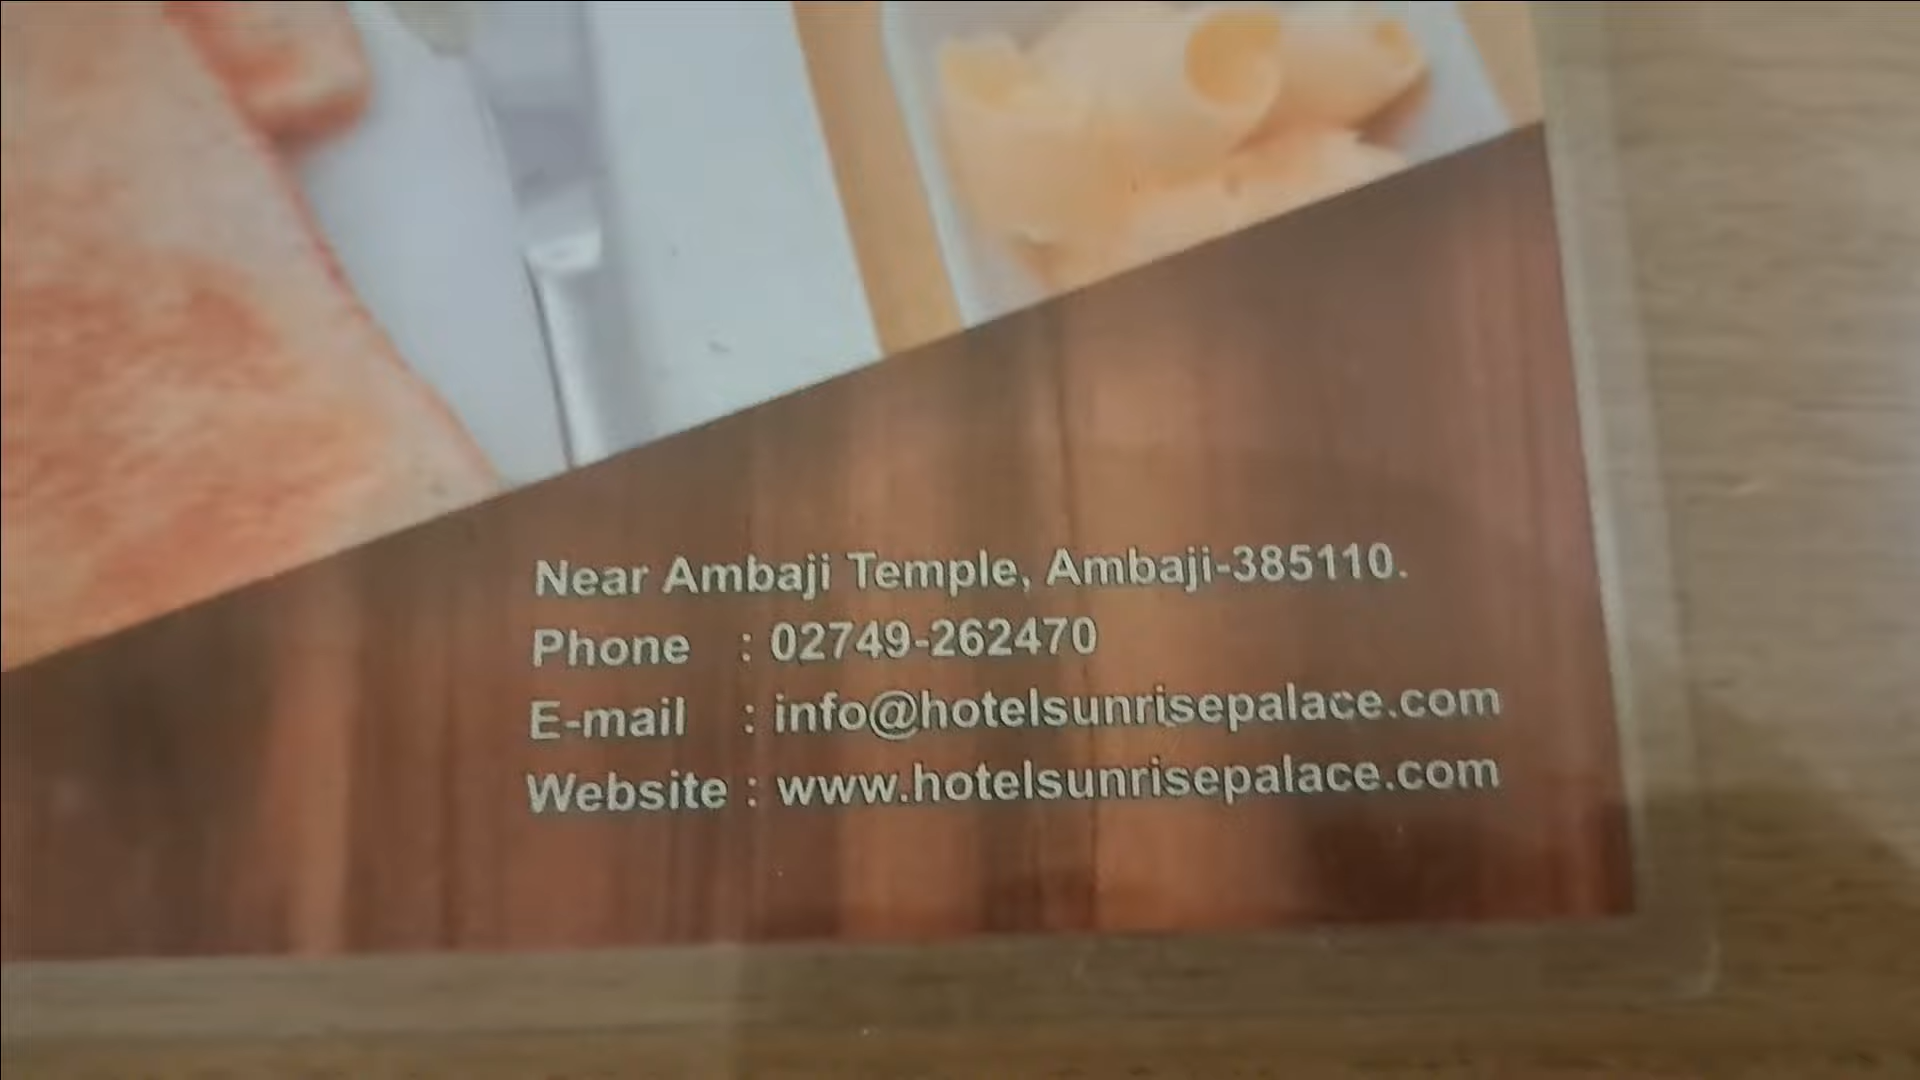 Near Ambaji Temple, Ambaji-385110.
Phone : 02749-262470
E-mail : info@hotelsunrisepalace.com
Website : www.hotelsunrisepalace.com